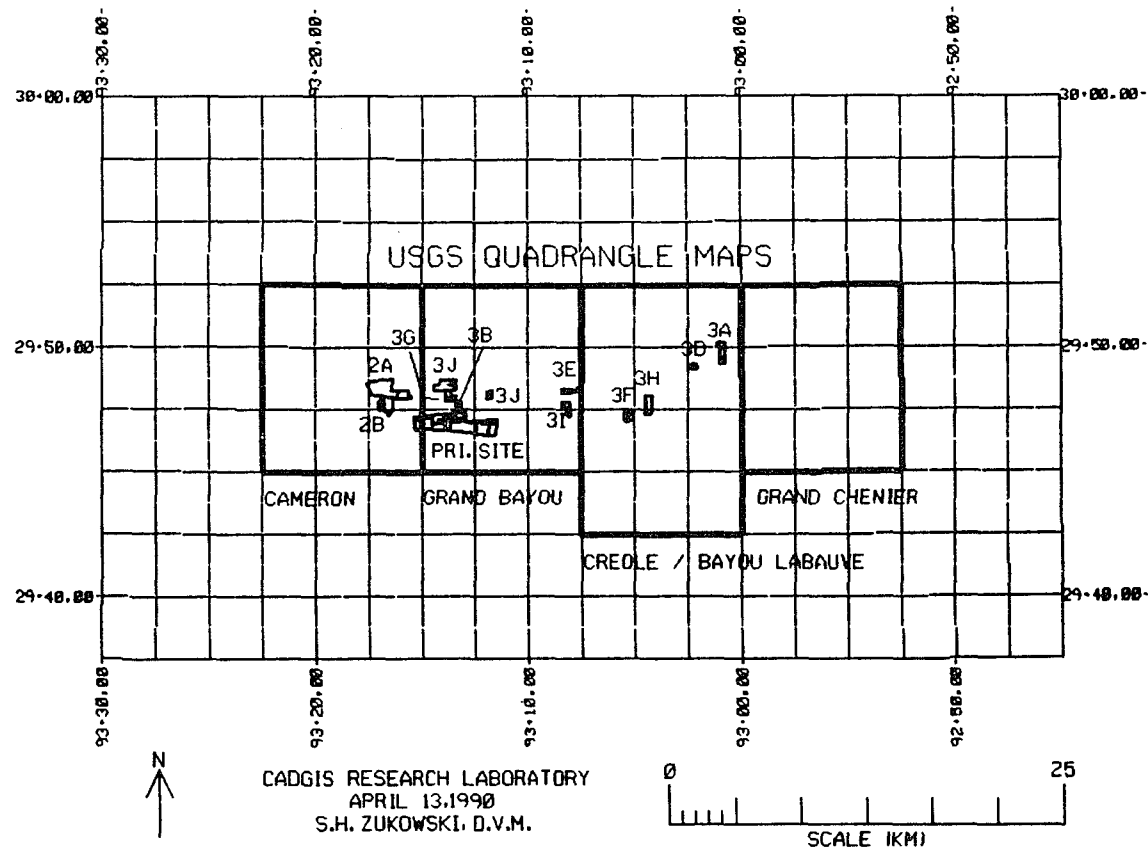 93+30.00- 93+20.00- 93+10.00- 93+00.00- 92+50.00-
30+00.00- 30+00.00-
USGS QUADRANGLE MAPS
3G 3B 3A
29+50.00- 29+50.00-
2A 3J 3E 3D
3J 3H
3F
2B 3I
PRI. SITE
CAMERON GRAND BAYOU GRAND CHENIER
CREOLE / BAYOU LABAUVE
29+40.00- 29+40.00-
93+30.00- 93+20.00- 93+10.00- 93+00.00- 92+50.00-
N
CADGIS RESEARCH LABORATORY
APRIL 13.1990
S.H. ZUKOWSKI, D.V.M.
0 25
SCALE (KM)